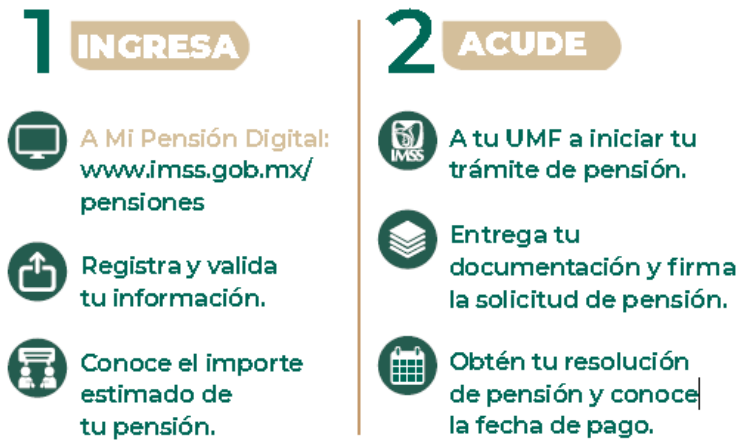 1 INGRESA
A Mi Pensión Digital:
www.imss.gob.mx/
pensiones
Registra y valida
tu información.
Conoce el importe
estimado de
tu pensión.
2 ACUDE
IMSS
A tu UMF a iniciar tu
trámite de pensión.
Entrega tu
documentación y firma
la solicitud de pensión.
Obtén tu resolución
de pensión y conoce
la fecha de pago.